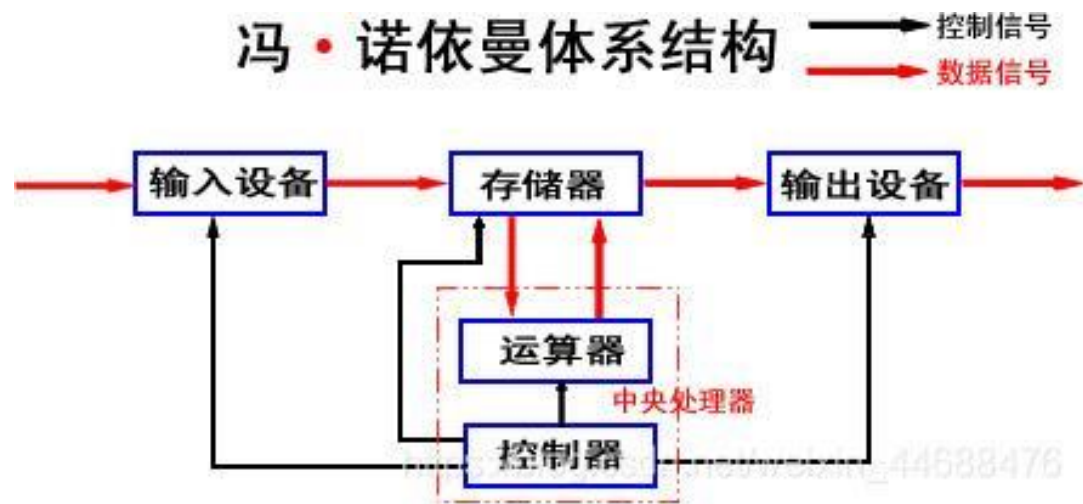 冯·诺依曼体系结构
控制信号
数据信号
输入设备
存储器
输出设备
运算器
中央处理器
控制器